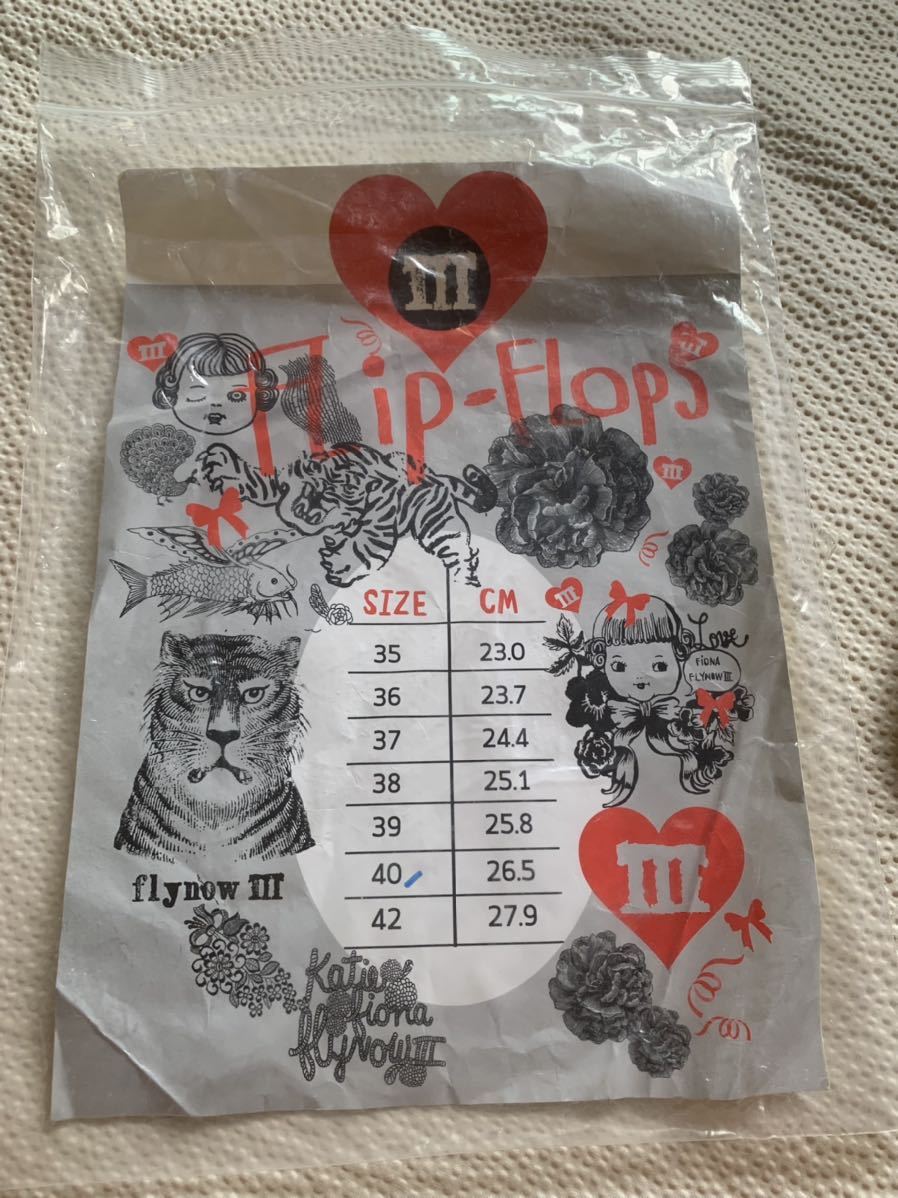 III
III
III
Flip-Flops
III
SIZE CM
III
35 23.0
Love
36 23.7
FIONA
FLYNOW III
37 24.4
38 25.1
39 25.8
40 26.5
III
42 27.9
flynow III
Katie
fiona
flynow III